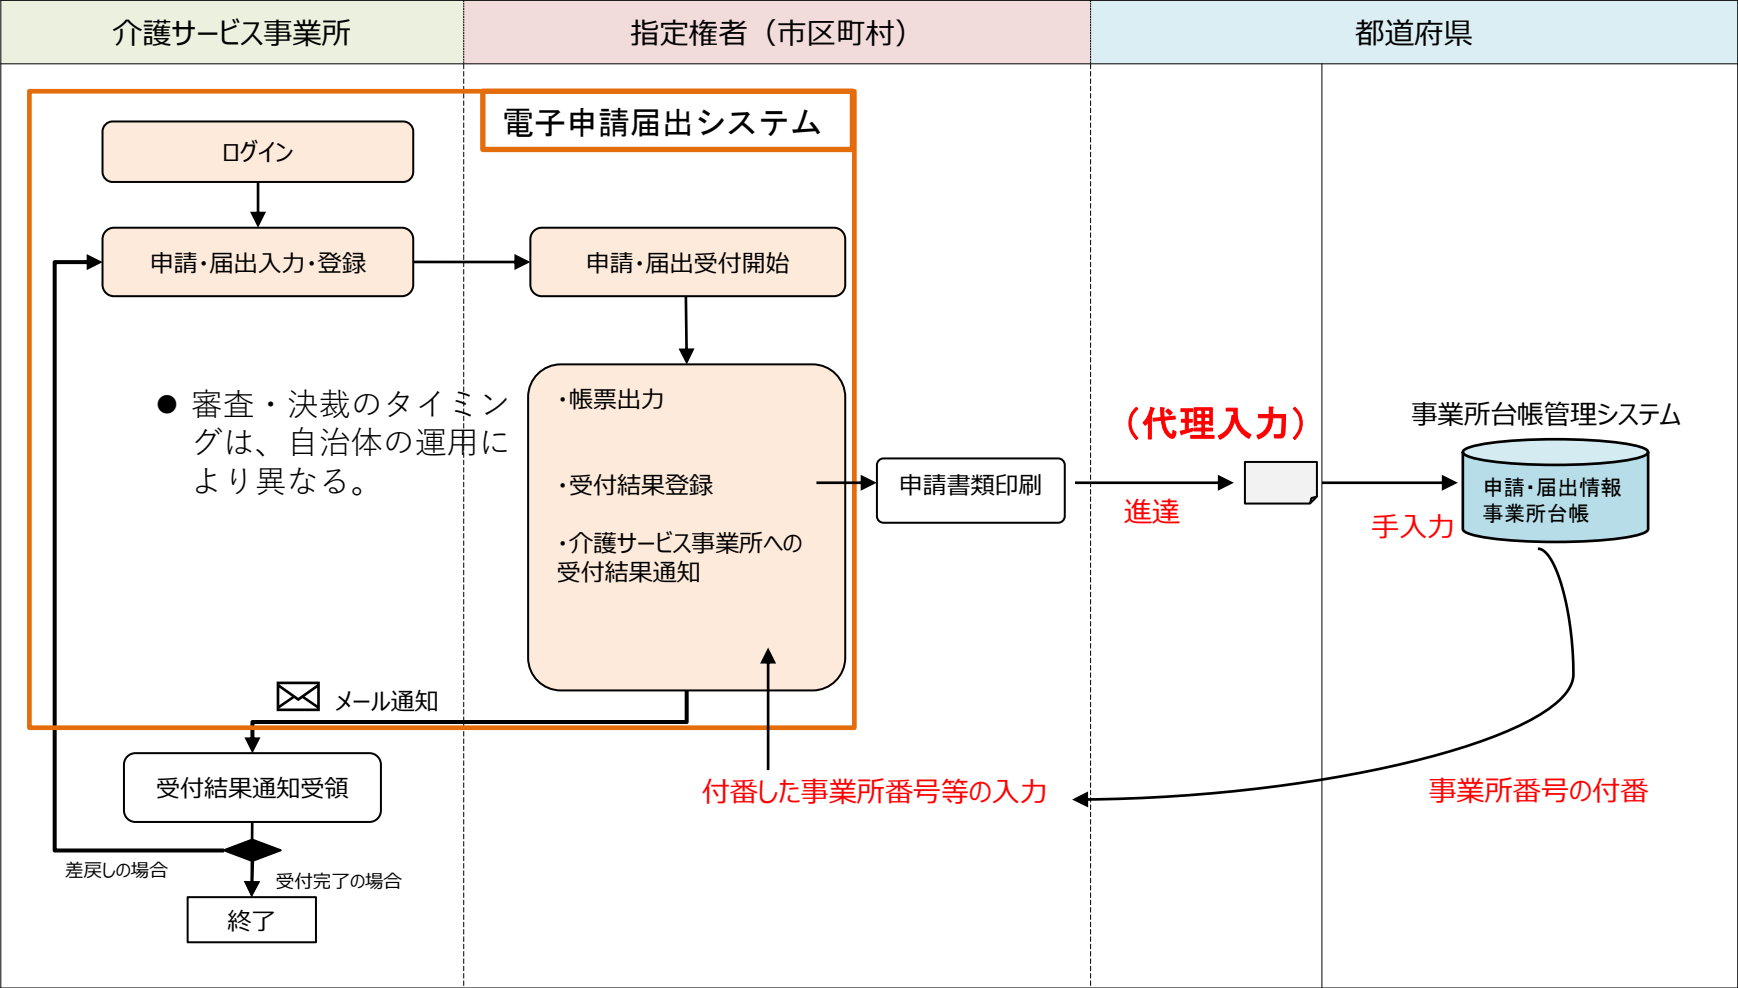 介護サービス事業所
指定権者（市区町村）
都道府県
電子申請届出システム
ログイン
申請・届出入力・登録
申請・届出受付開始
● 審査・決裁のタイミン
グは、自治体の運用に
より異なる。
・帳票出力
・受付結果登録
・介護サービス事業所への
受付結果通知
申請書類印刷
（代理入力）
進達
手入力
事業所台帳管理システム
申請・届出情報
事業所台帳
メール通知
受付結果通知受領
付番した事業所番号等の入力
事業所番号の付番
差戻しの場合
受付完了の場合
終了